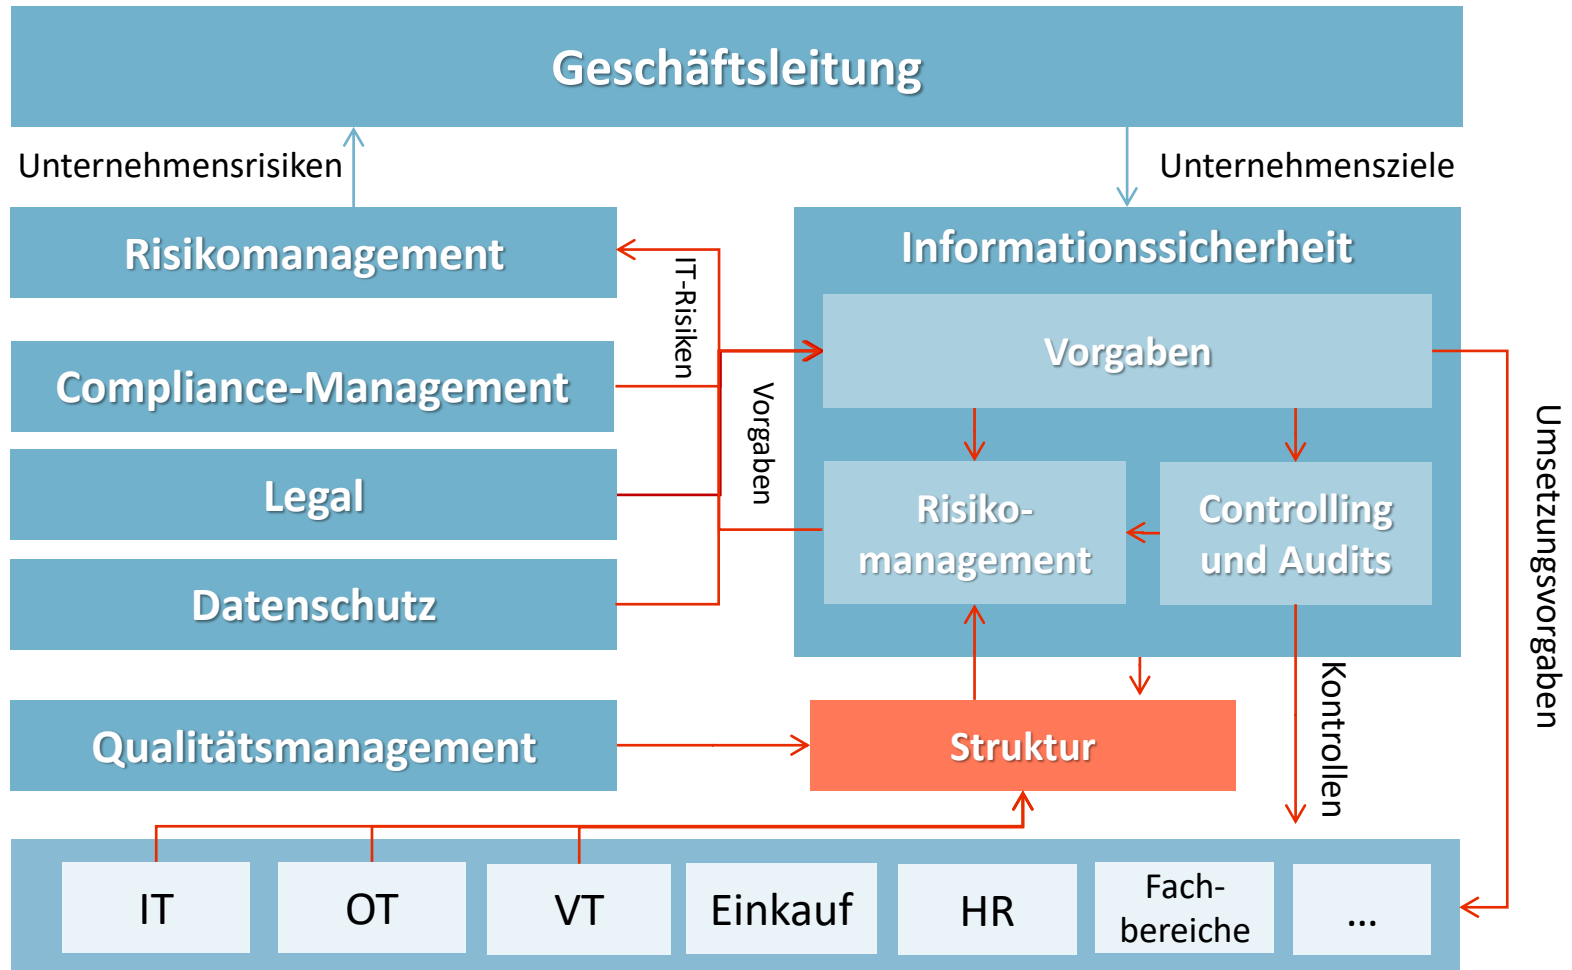 Geschäftsleitung
Unternehmensrisiken
Unternehmensziele
Risikomanagement
Informationssicherheit
IT-Risiken
Vorgaben
Compliance-Management
Vorgaben
Umsetzungsvorgaben
Legal
Risiko-
management
Controlling
und Audits
Datenschutz
Kontrollen
Qualitätsmanagement
Struktur
IT
OT
VT
Einkauf
HR
Fach-
bereiche
...